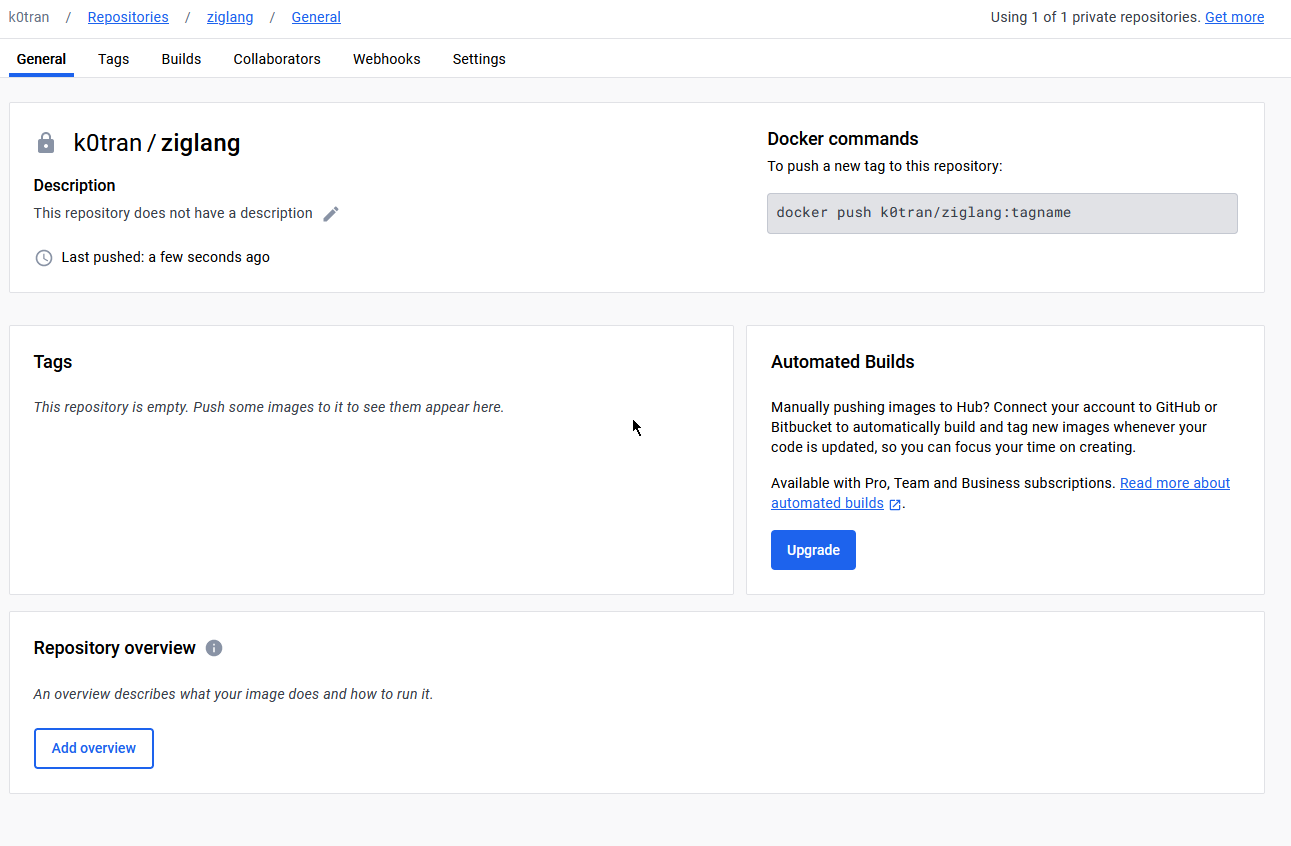 k0tran / Repositories / ziglang / General
Using 1 of 1 private repositories. Get more
General Tags Builds Collaborators Webhooks Settings
k0tran / ziglang
Description
This repository does not have a description
Last pushed: a few seconds ago
Docker commands
To push a new tag to this repository:
docker push k0tran/ziglang:tagname
Tags
This repository is empty. Push some images to it to see them appear here.
Automated Builds
Manually pushing images to Hub? Connect your account to GitHub or
Bitbucket to automatically build and tag new images whenever your
code is updated, so you can focus your time on creating.
Available with Pro, Team and Business subscriptions. Read more about
automated builds.
Upgrade
Repository overview
An overview describes what your image does and how to run it.
Add overview